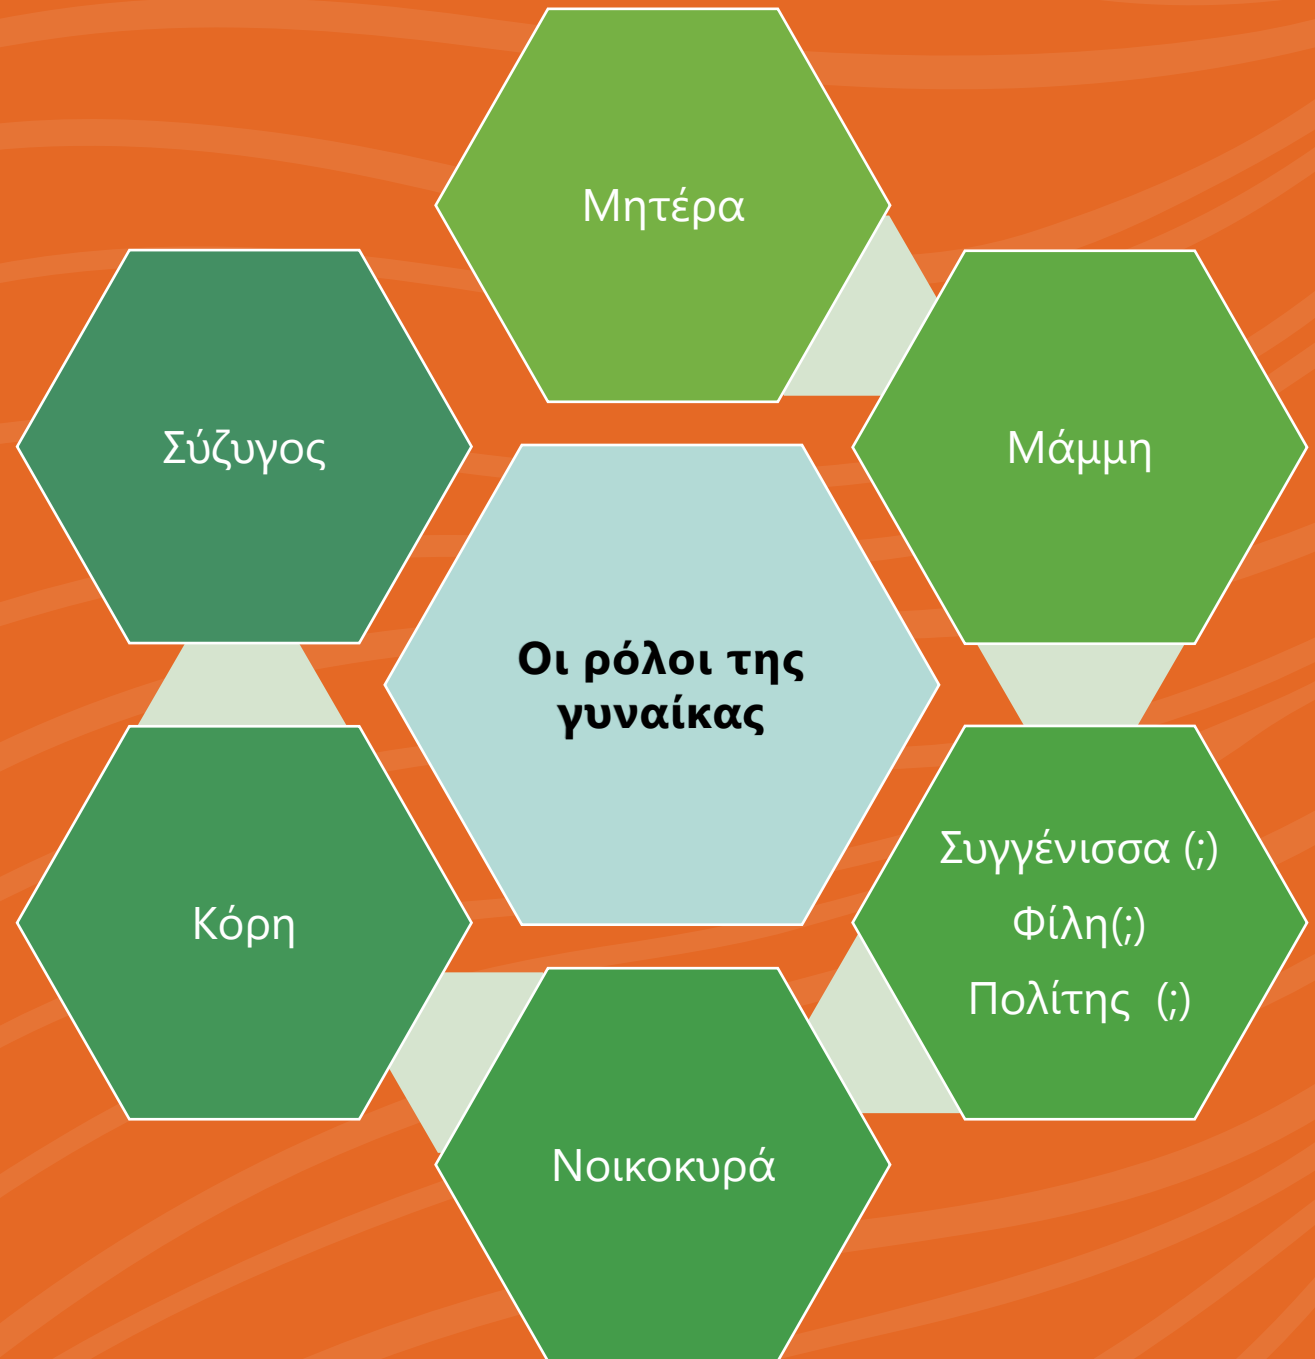 Μητέρα
Σύζυγος
Μάμμη
Οι ρόλοι της
γυναίκας
Συγγένισσα (;)
Φίλη(;)
Πολίτης  (;)
Κόρη
Νοικοκυρά